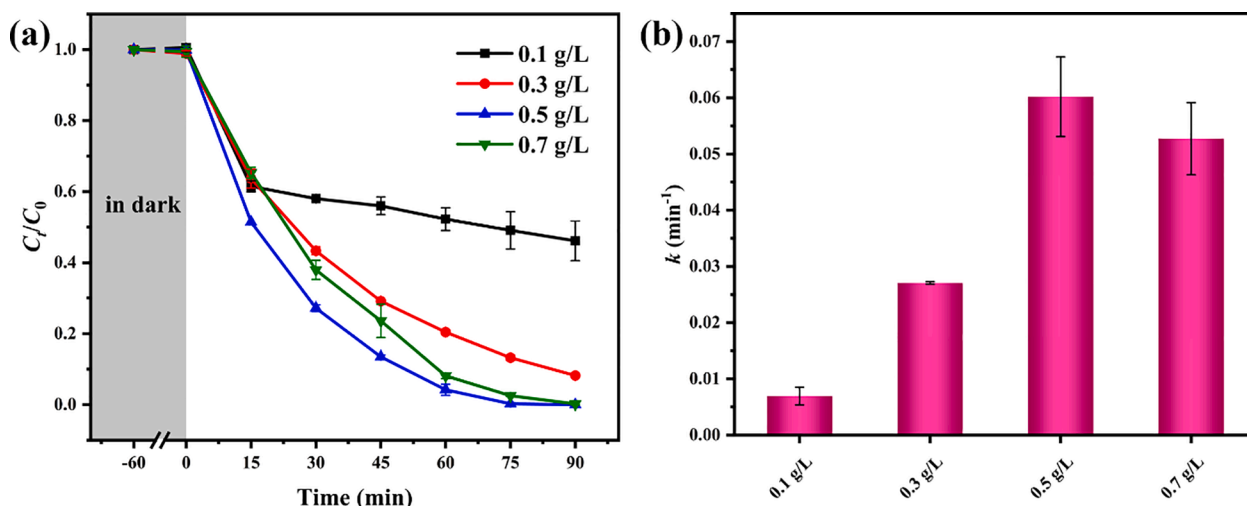 (a)
1.0
0.8
0.6
0.4
0.2
0.0
Ct/C0
in dark
0.1 g/L
0.3 g/L
0.5 g/L
0.7 g/L
-60
0
15
30
45
60
75
90
Time (min)
(b)
0.07
0.06
0.05
0.04
0.03
0.02
0.01
0.00
k (min⁻¹)
0.1 g/L
0.3 g/L
0.5 g/L
0.7 g/L